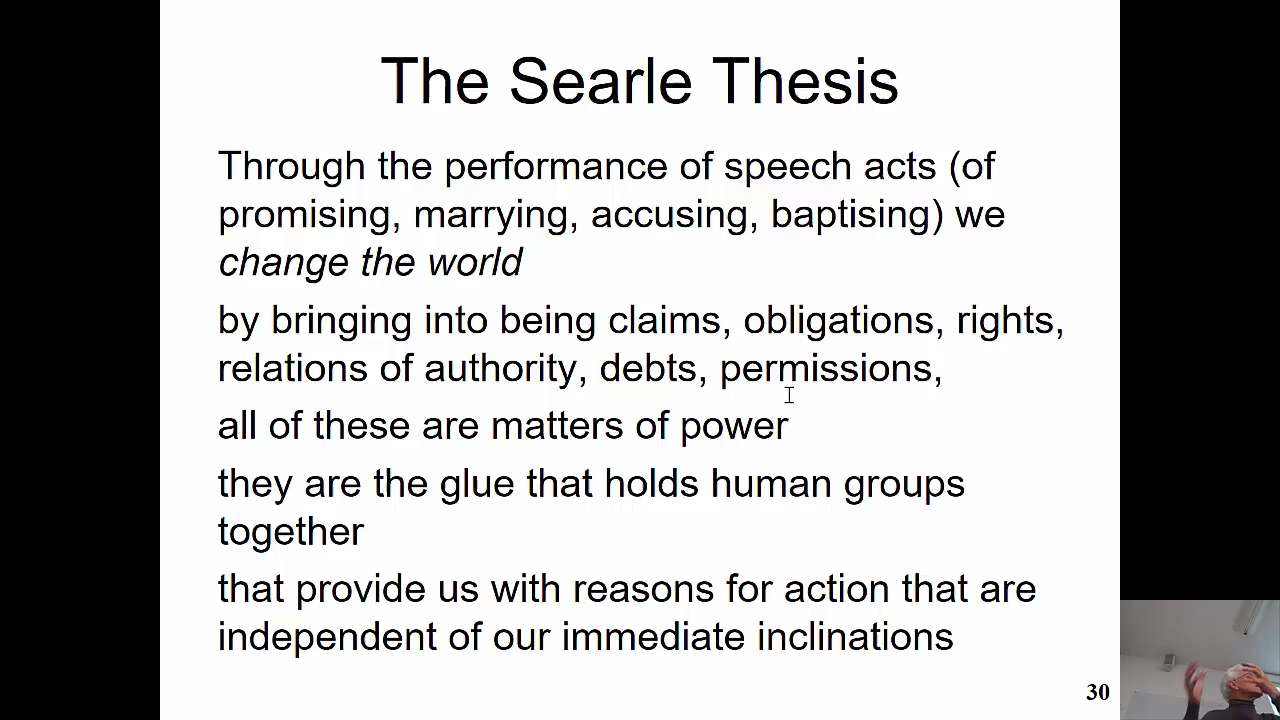 The Searle Thesis
Through the performance of speech acts (of
promising, marrying, accusing, baptising) we
change the world
by bringing into being claims, obligations, rights,
relations of authority, debts, permissions,
all of these are matters of power
they are the glue that holds human groups
together
that provide us with reasons for action that are
independent of our immediate inclinations
30